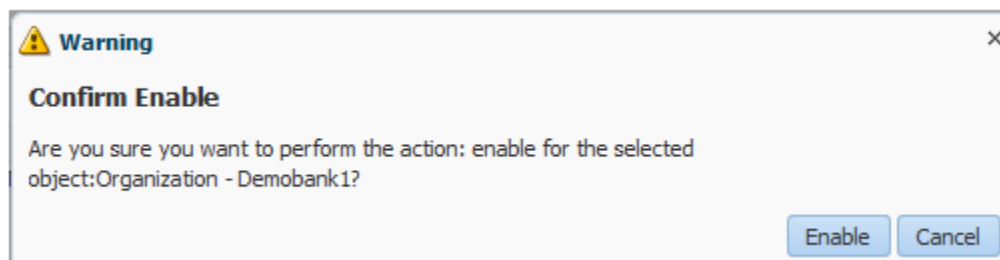 Warning
Confirm Enable
Are you sure you want to perform the action: enable for the selected
object:Organization - Demobank1?
Enable Cancel